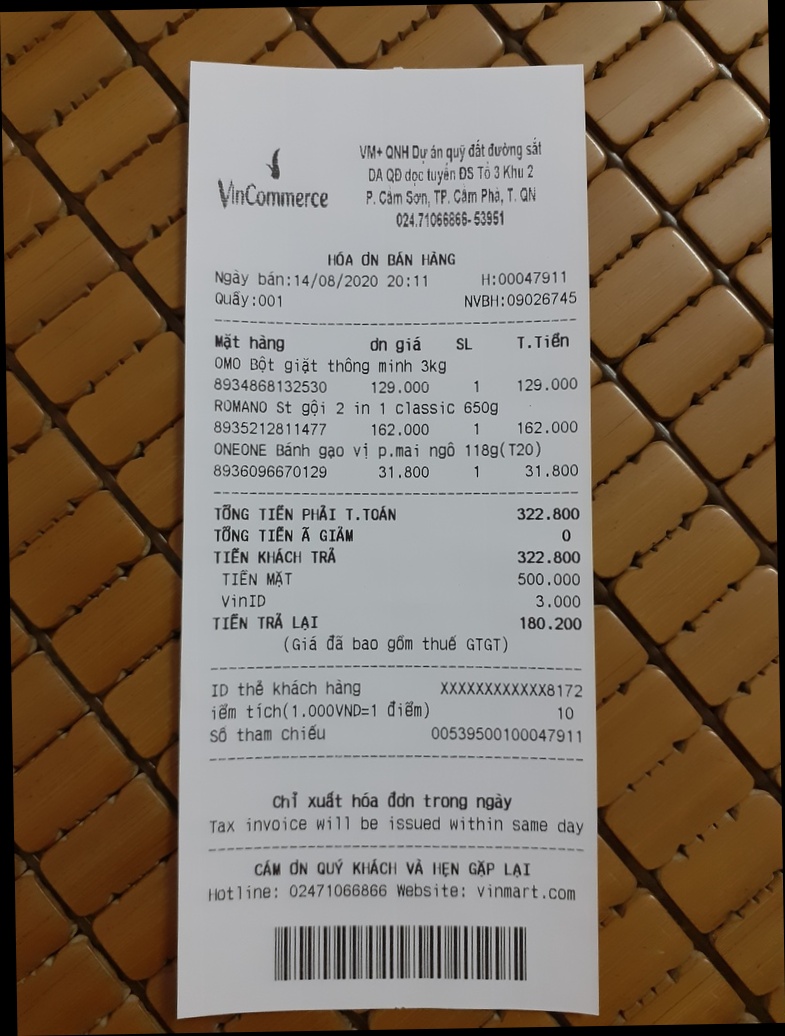 VinCommerce
VM+ QNH Dự án quỹ đất đường sắt
DA QĐ dọc tuyến ĐS Tổ 3 Khu 2
P. Cẩm Sơn, TP. Cẩm Phả, T. QN
024.71066866- 53951
HÓA ƠN BÁN HÀNG
Ngày bán:14/08/2020 20:11 H:00047911
Quầy:001 NVBH:09026745
Mặt hàng ơn giá SL T.Tiền
OMO Bột giặt thông minh 3kg
8934868132530 129.000 1 129.000
ROMANO St gội 2 in 1 classic 650g
8935212811477 162.000 1 162.000
ONEONE Bánh gạo vị p.mai ngô 118g(T20)
8936096670129 31.800 1 31.800
TỔNG TIỀN PHẢI T.TOÁN 322.800
TỔNG TIỀN Ã GIẢM 0
TIỀN KHÁCH TRẢ 322.800
TIỀN MẶT 500.000
VinID 3.000
TIỀN TRẢ LẠI 180.200
(Giá đã bao gồm thuế GTGT)
ID thẻ khách hàng XXXXXXXXXXXX8172
iểm tích(1.000VND=1 điểm) 10
Số tham chiếu 00539500100047911
Chỉ xuất hóa đơn trong ngày
Tax invoice will be issued within same day
CÁM ƠN QUÝ KHÁCH VÀ HẸN GẶP LẠI
Hotline: 02471066866 Website: vinmart.com